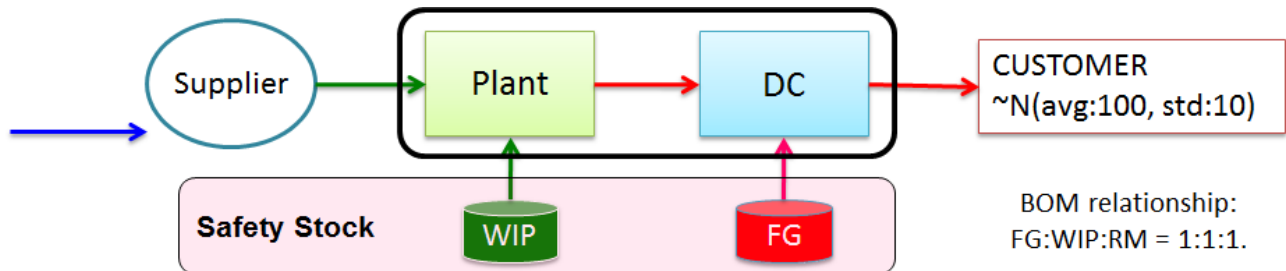 Supplier
Plant
DC
CUSTOMER
~N(avg:100, std:10)
Safety Stock
WIP
FG
BOM relationship:
FG:WIP:RM = 1:1:1.